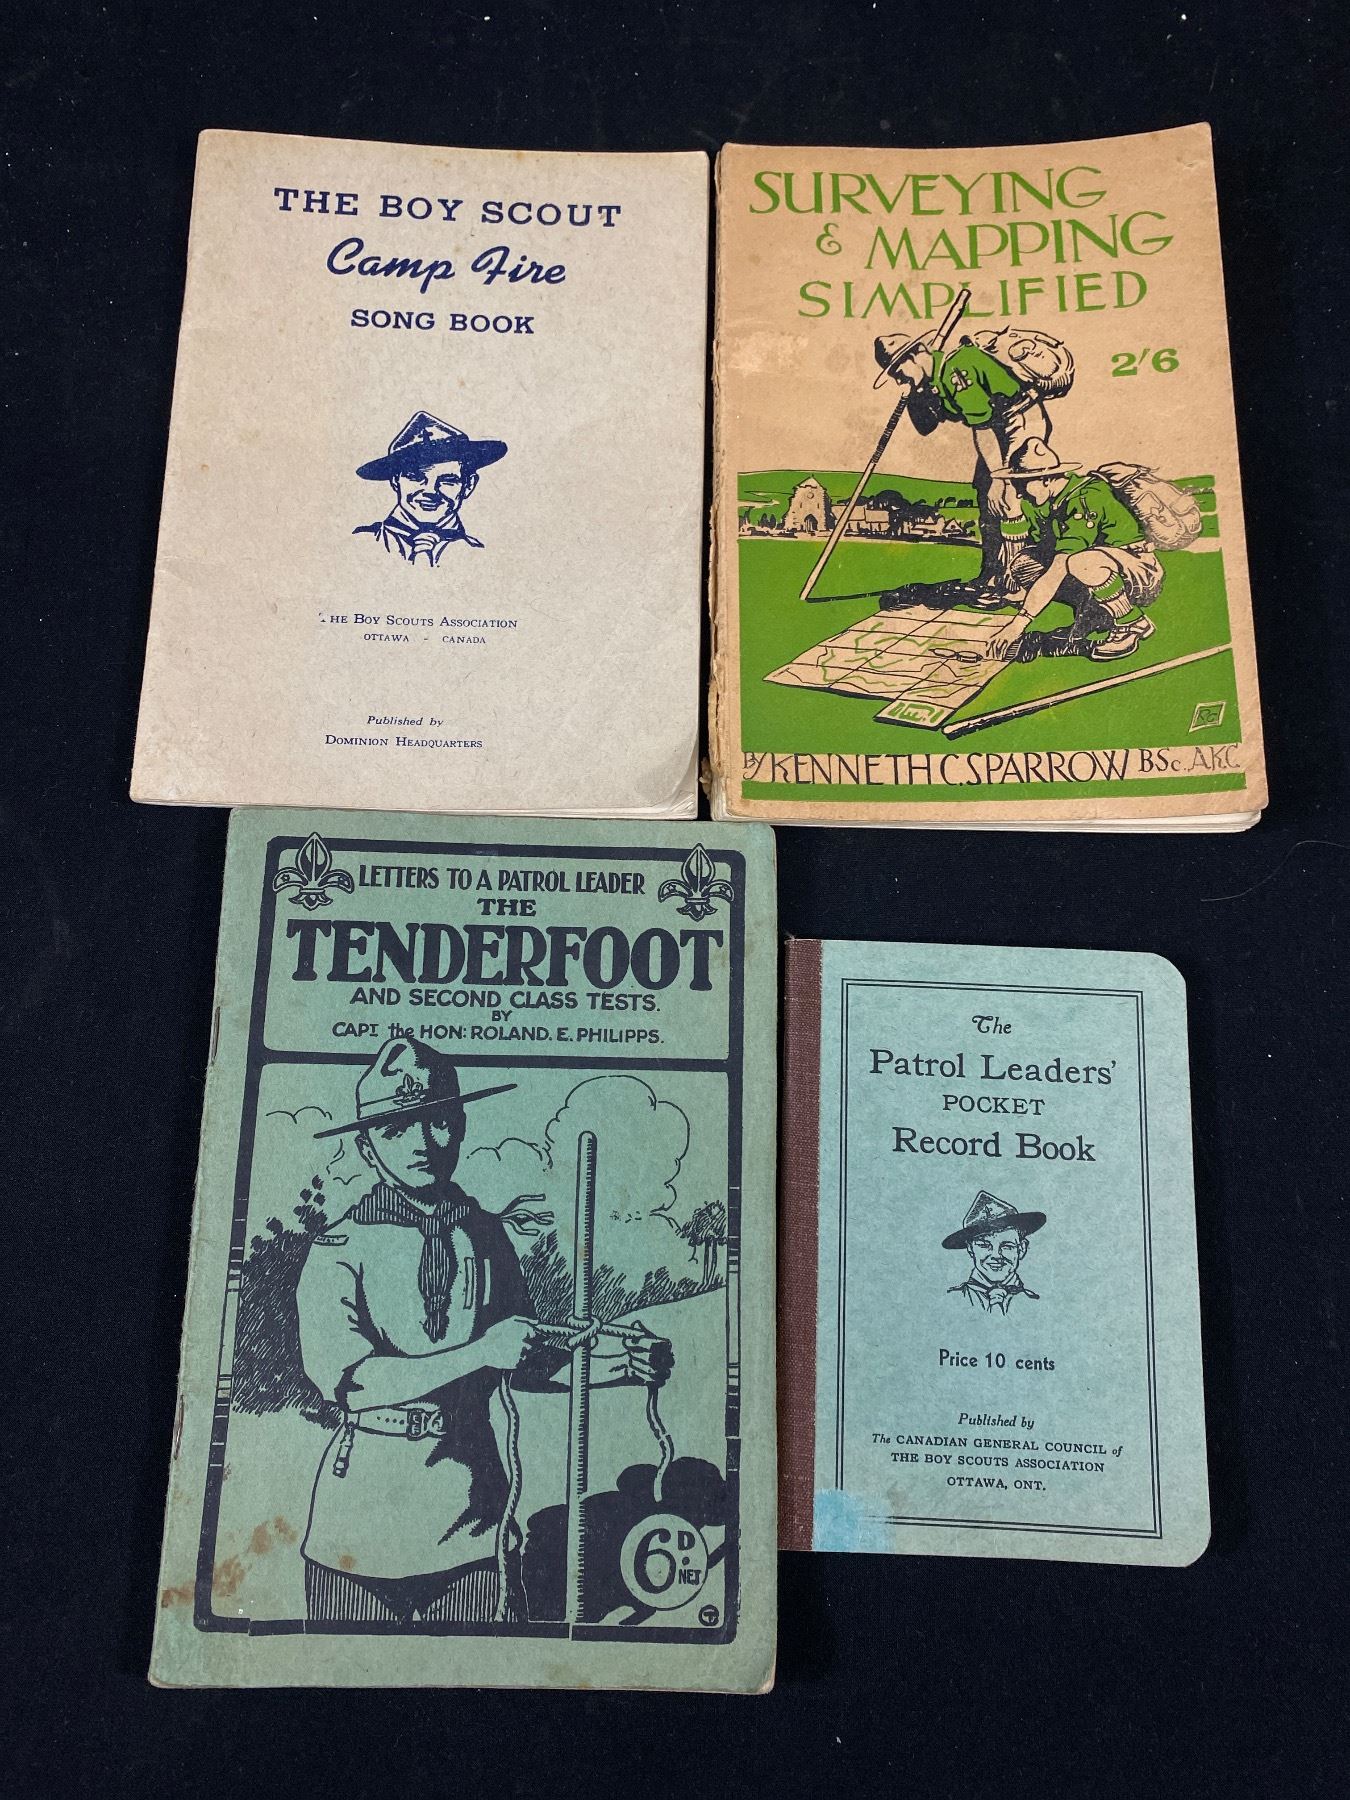 THE BOY SCOUT
Camp Fire
SONG BOOK
THE BOY SCOUTS ASSOCIATION
OTTAWA - CANADA
Published by
DOMINION HEADQUARTERS
SURVEYING
& MAPPING
SIMPLIFIED
2'6
RG
By KENNETH C. SPARROW BSc., AKC
LETTERS TO A PATROL LEADER
THE
TENDERFOOT
AND SECOND CLASS TESTS.
BY
CAPT. the HON: ROLAND. E. PHILIPPS.
6D. NET
The
Patrol Leaders'
POCKET
Record Book
Price 10 cents
Published by
The CANADIAN GENERAL COUNCIL of
THE BOY SCOUTS ASSOCIATION
OTTAWA, ONT.